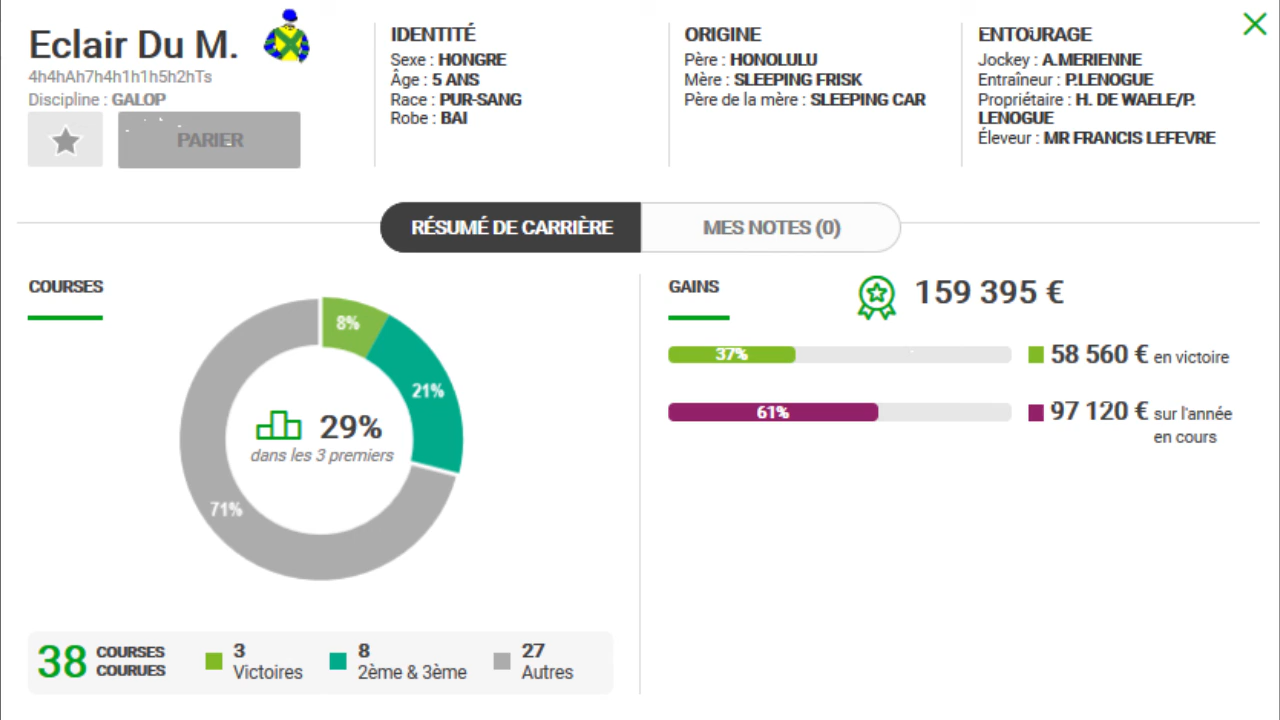 Eclair Du M.
4h4hAh7h4h1h1h5h2hTs
Discipline : GALOP
PARIER
IDENTITÉ
Sexe : HONGRE
Âge : 5 ANS
Race : PUR-SANG
Robe : BAI
ORIGINE
Père : HONOLULU
Mère : SLEEPING FRISK
Père de la mère : SLEEPING CAR
ENTOURAGE
Jockey : A.MERIENNE
Entraîneur : P.LENOGUE
Propriétaire : H. DE WAELE/P.
LENOGUE
Éleveur : MR FRANCIS LEFEVRE
RÉSUMÉ DE CARRIÈRE
MES NOTES (0)
COURSES
8%
21%
29%
dans les 3 premiers
71%
38 COURSES
COURUES
3
Victoires
8
2ème & 3ème
27
Autres
GAINS
159 395 €
37%
58 560 € en victoire
61%
97 120 € sur l'année
en cours